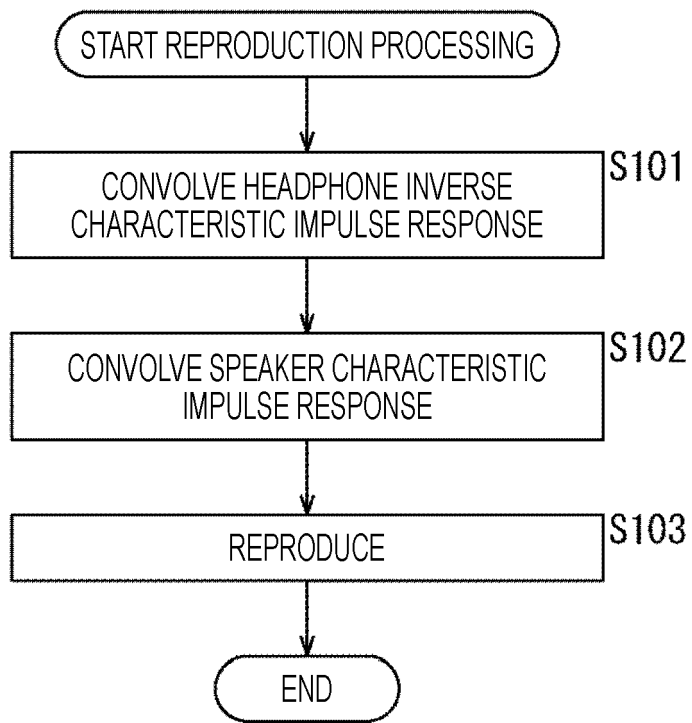 START REPRODUCTION PROCESSING
S101
CONVOLVE HEADPHONE INVERSE
CHARACTERISTIC IMPULSE RESPONSE
S102
CONVOLVE SPEAKER CHARACTERISTIC
IMPULSE RESPONSE
S103
REPRODUCE
END